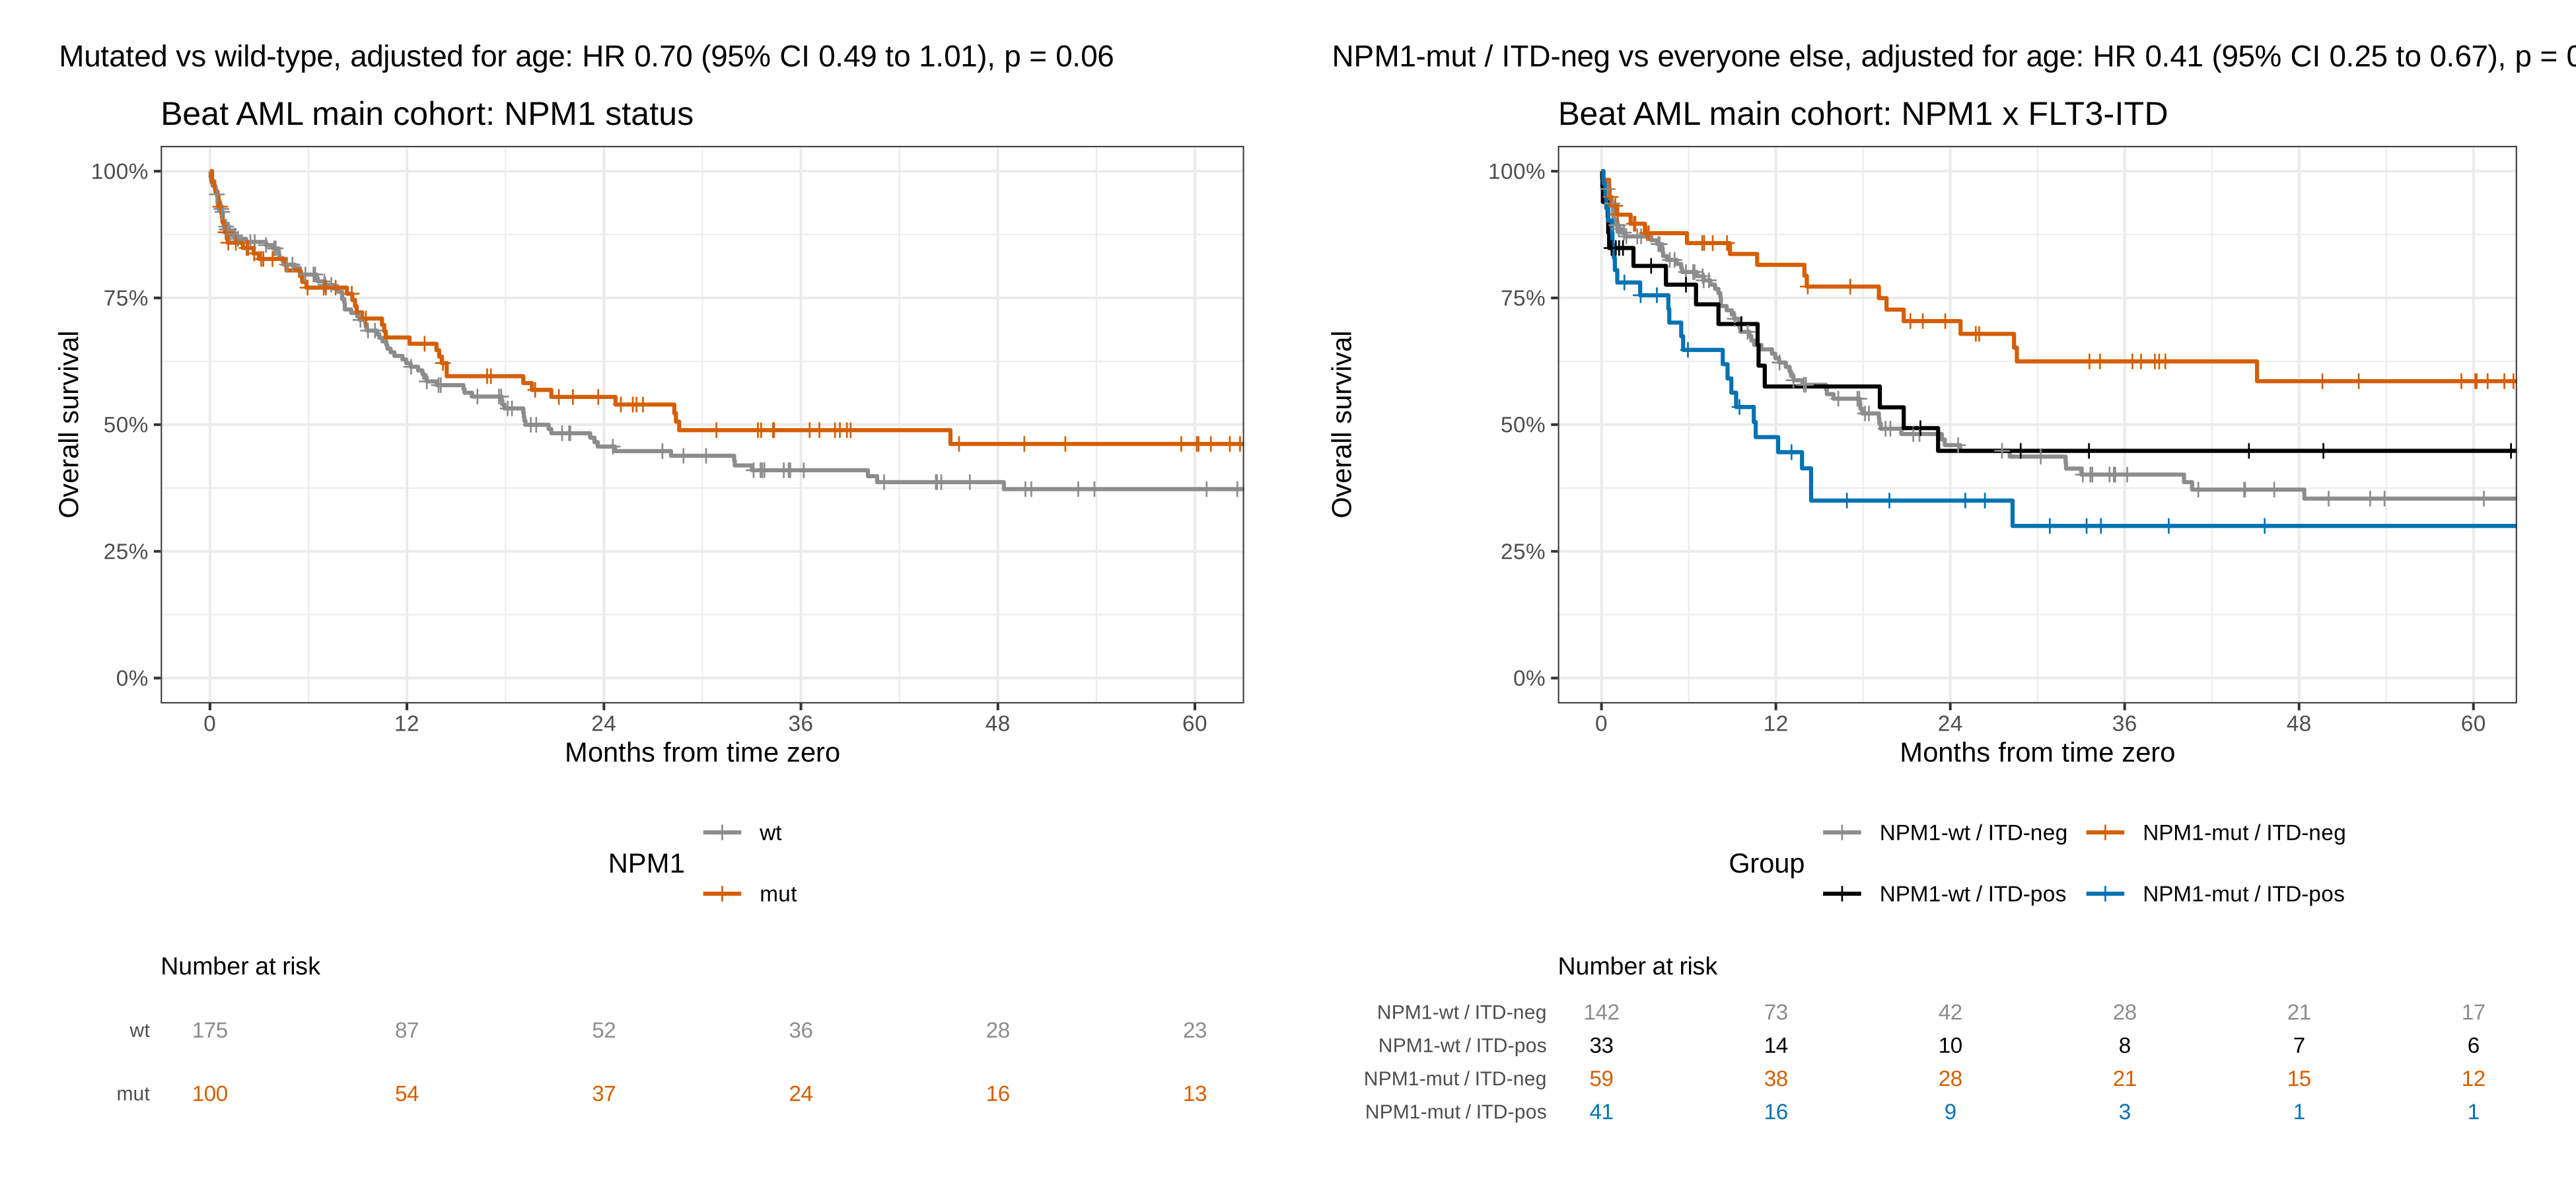 Mutated vs wild-type, adjusted for age: HR 0.70 (95% CI 0.49 to 1.01), p = 0.06
Beat AML main cohort: NPM1 status
Overall survival
100%
75%
50%
25%
0%
0 12 24 36 48 60
Months from time zero
NPM1
wt
mut
Number at risk
wt 175 87 52 36 28 23
mut 100 54 37 24 16 13
NPM1-mut / ITD-neg vs everyone else, adjusted for age: HR 0.41 (95% CI 0.25 to 0.67), p =
Beat AML main cohort: NPM1 x FLT3-ITD
Overall survival
100%
75%
50%
25%
0%
0 12 24 36 48 60
Months from time zero
Group
NPM1-wt / ITD-neg NPM1-mut / ITD-neg
NPM1-wt / ITD-pos NPM1-mut / ITD-pos
Number at risk
NPM1-wt / ITD-neg 142 73 42 28 21 17
NPM1-wt / ITD-pos 33 14 10 8 7 6
NPM1-mut / ITD-neg 59 38 28 21 15 12
NPM1-mut / ITD-pos 41 16 9 3 1 1